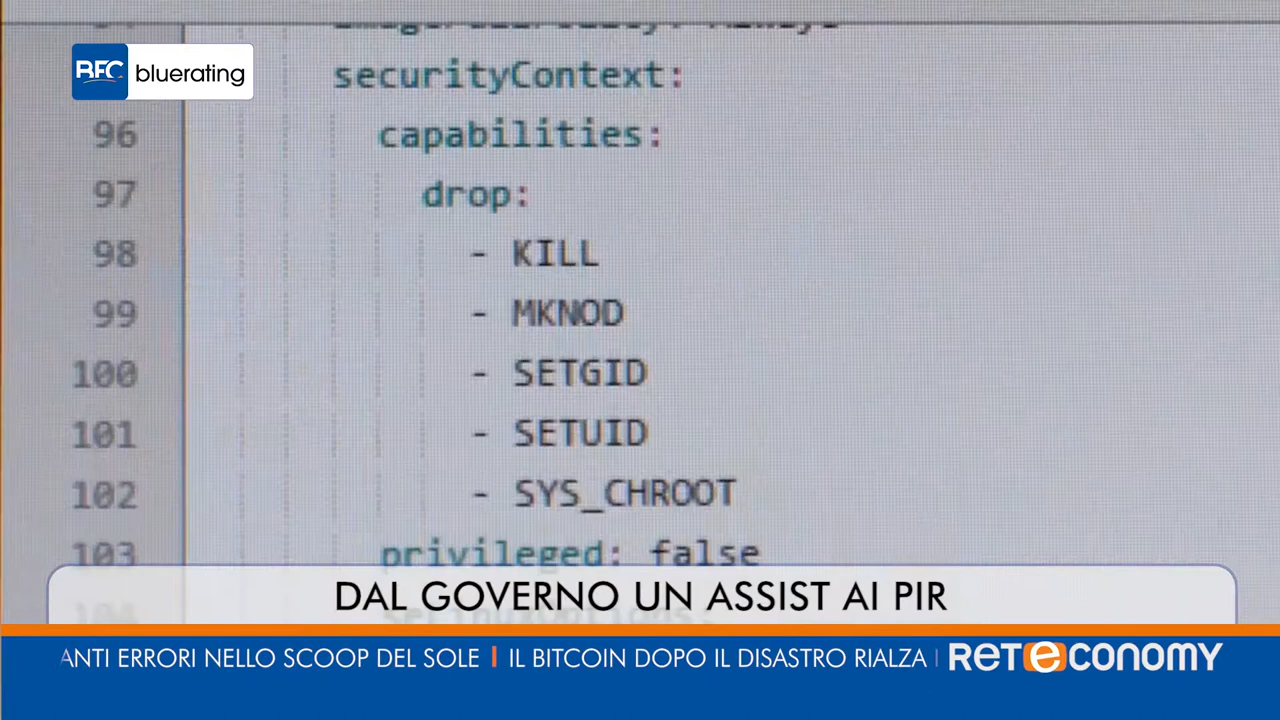 BFC bluerating
securityContext:
96 capabilities:
97 drop:
98 - KILL
99 - MKNOD
100 - SETGID
101 - SETUID
102 - SYS_CHROOT
103 privileged: false
DAL GOVERNO UN ASSIST AI PIR
ANTI ERRORI NELLO SCOOP DEL SOLE | IL BITCOIN DOPO IL DISASTRO RIALZA
RETECONOMY